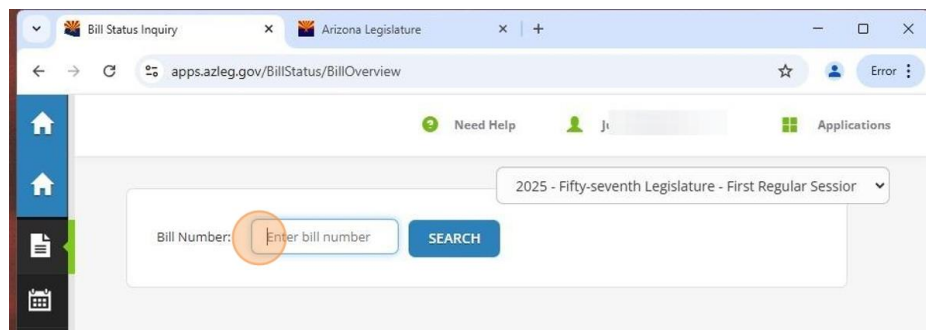 Bill Status Inquiry
Arizona Legislature
apps.azleg.gov/BillStatus/BillOverview
Error
Need Help
Applications
2025 - Fifty-seventh Legislature - First Regular Session
Bill Number:
Enter bill number
SEARCH